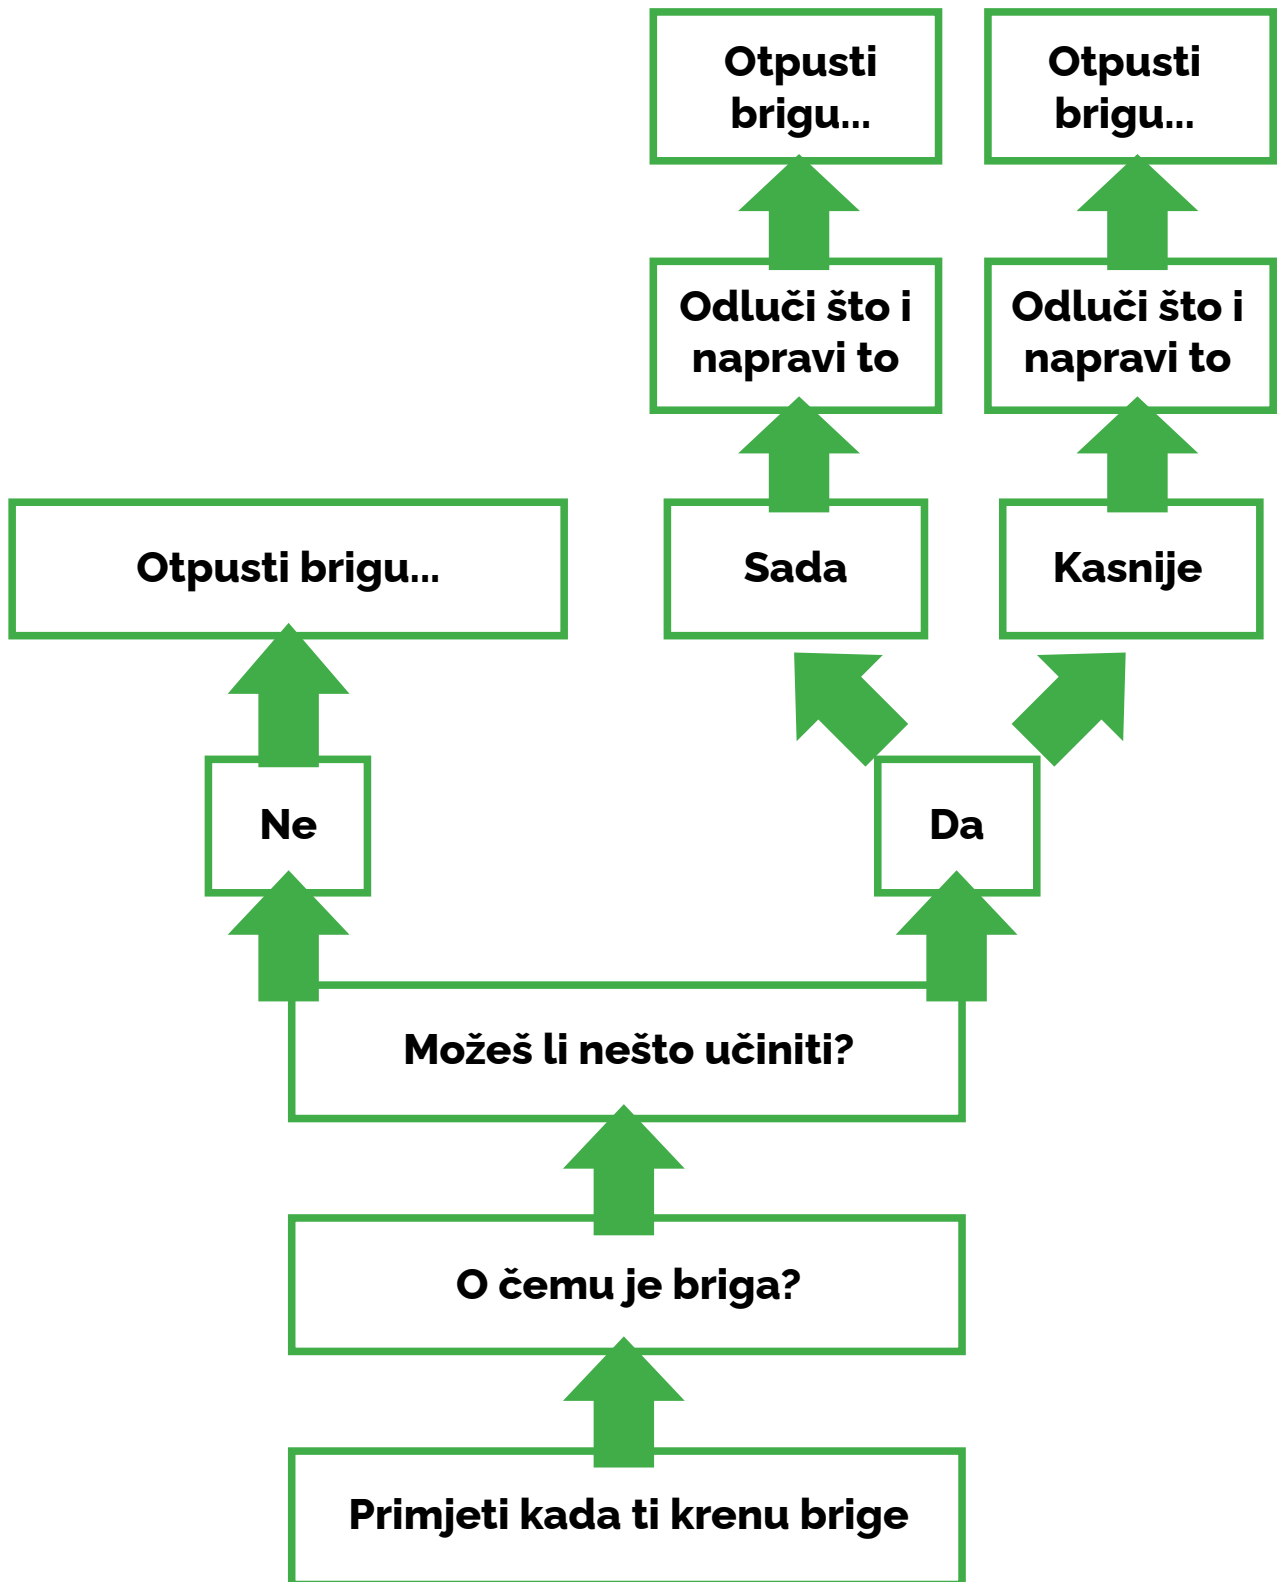 Otpusti
brigu...
Otpusti
brigu...
Odluči što i
napravi to
Odluči što i
napravi to
Otpusti brigu...
Sada
Kasnije
Ne
Da
Možeš li nešto učiniti?
O čemu je briga?
Primjeti kada ti krenu brige